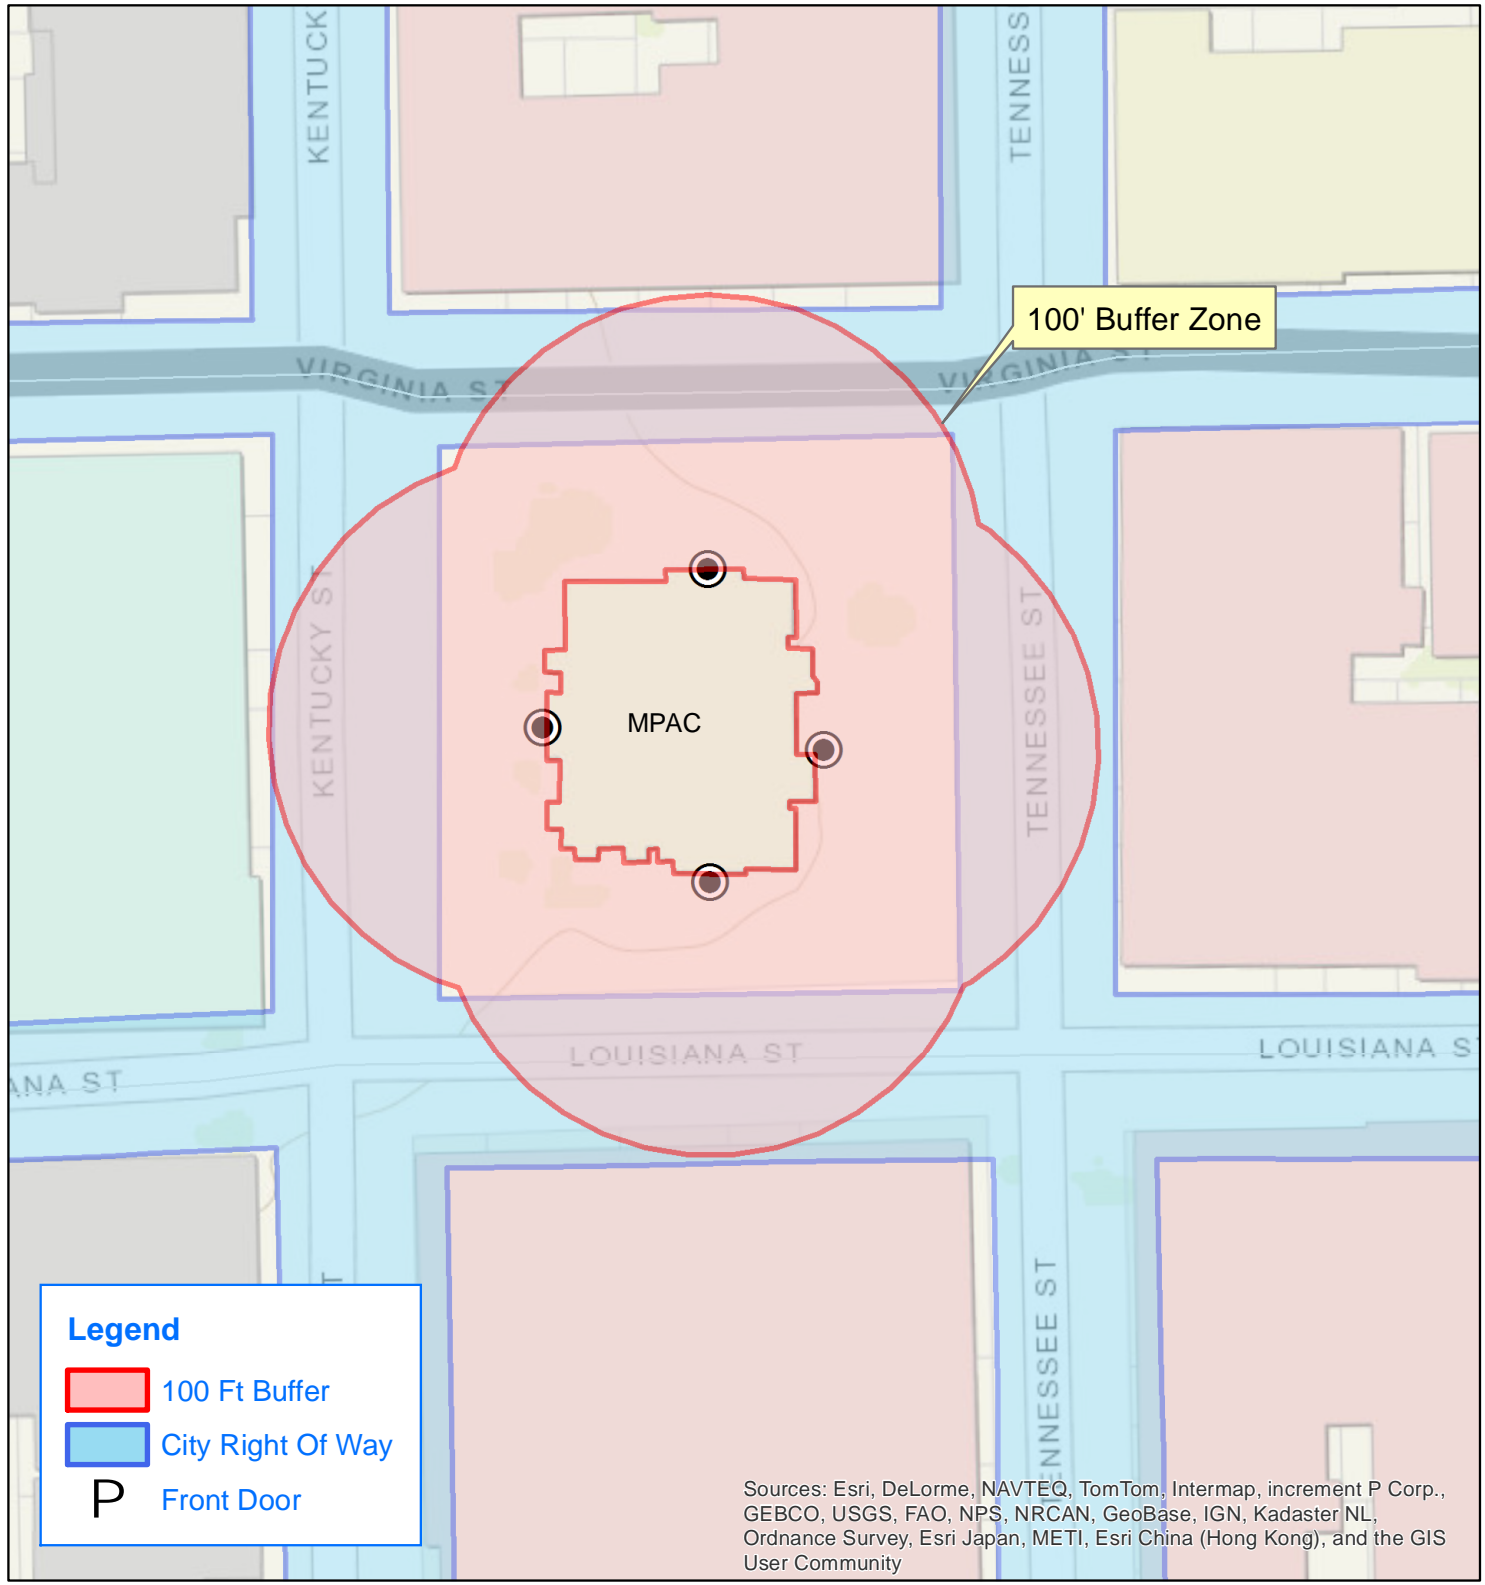 KENTUCK
TENNESS
100' Buffer Zone
VIRGINIA ST
VIRGINIA ST
KENTUCKY ST
TENNESSEE ST
MPAC
LOUISIANA ST
LOUISIANA S
ANA ST
T
TENNESSEE ST
Legend
100 Ft Buffer
City Right Of Way
P Front Door
Sources: Esri, DeLorme, NAVTEQ, TomTom, Intermap, increment P Corp.,
GEBCO, USGS, FAO, NPS, NRCAN, GeoBase, IGN, Kadaster NL,
Ordnance Survey, Esri Japan, METI, Esri China (Hong Kong), and the GIS
User Community